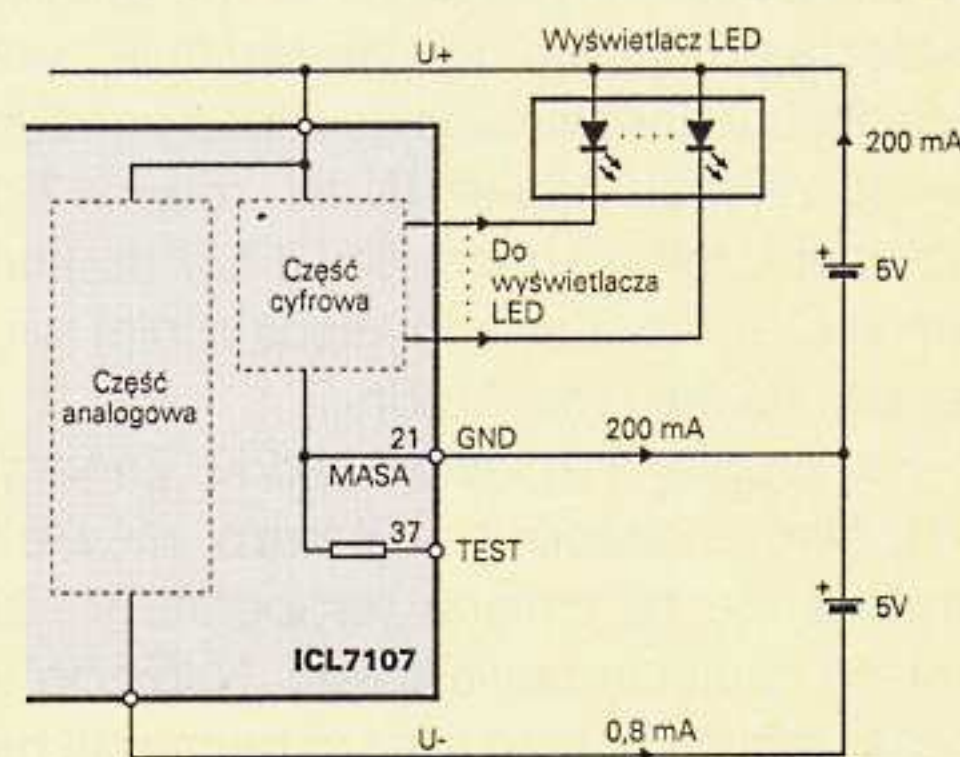 U+
Wyświetlacz LED
200 mA
+
5V
Do
wyświetlacza
LED
Część
cyfrowa
Część
analogowa
21
GND
200 mA
MASA
37
TEST
+
5V
ICL7107
U-
0,8 mA